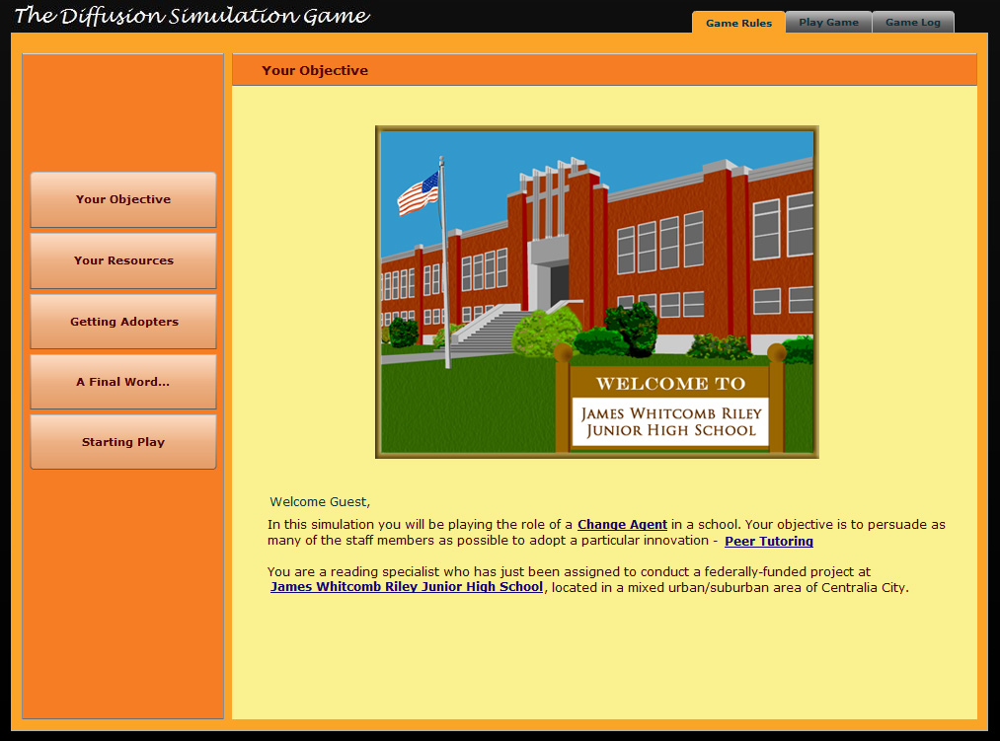 The Diffusion Simulation Game
Game Rules
Play Game
Game Log
Your Objective
Your Resources
Getting Adopters
A Final Word...
Starting Play
Your Objective
WELCOME TO
JAMES WHITCOMB RILEY
JUNIOR HIGH SCHOOL
Welcome Guest,
In this simulation you will be playing the role of a Change Agent in a school. Your objective is to persuade as
many of the staff members as possible to adopt a particular innovation - Peer Tutoring
You are a reading specialist who has just been assigned to conduct a federally-funded project at
James Whitcomb Riley Junior High School, located in a mixed urban/suburban area of Centralia City.